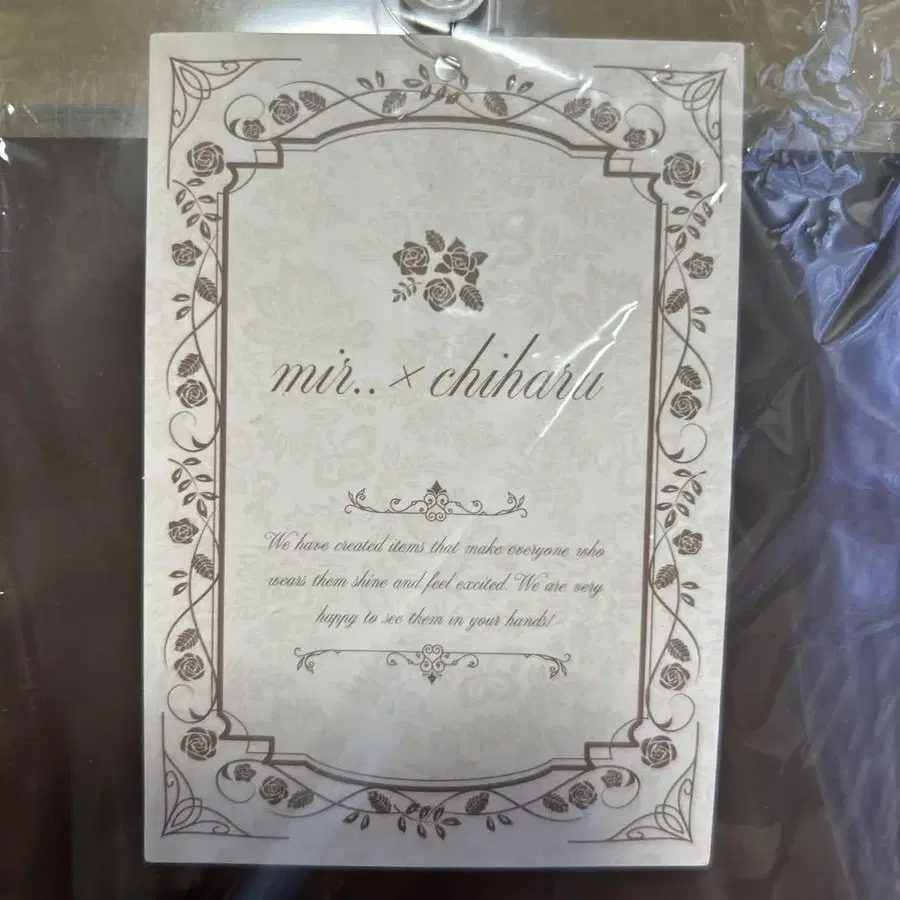 mir.. × chiharu
We have created items that make everyone who
wears them shine and feel excited. We are very
happy to see them in your hands!